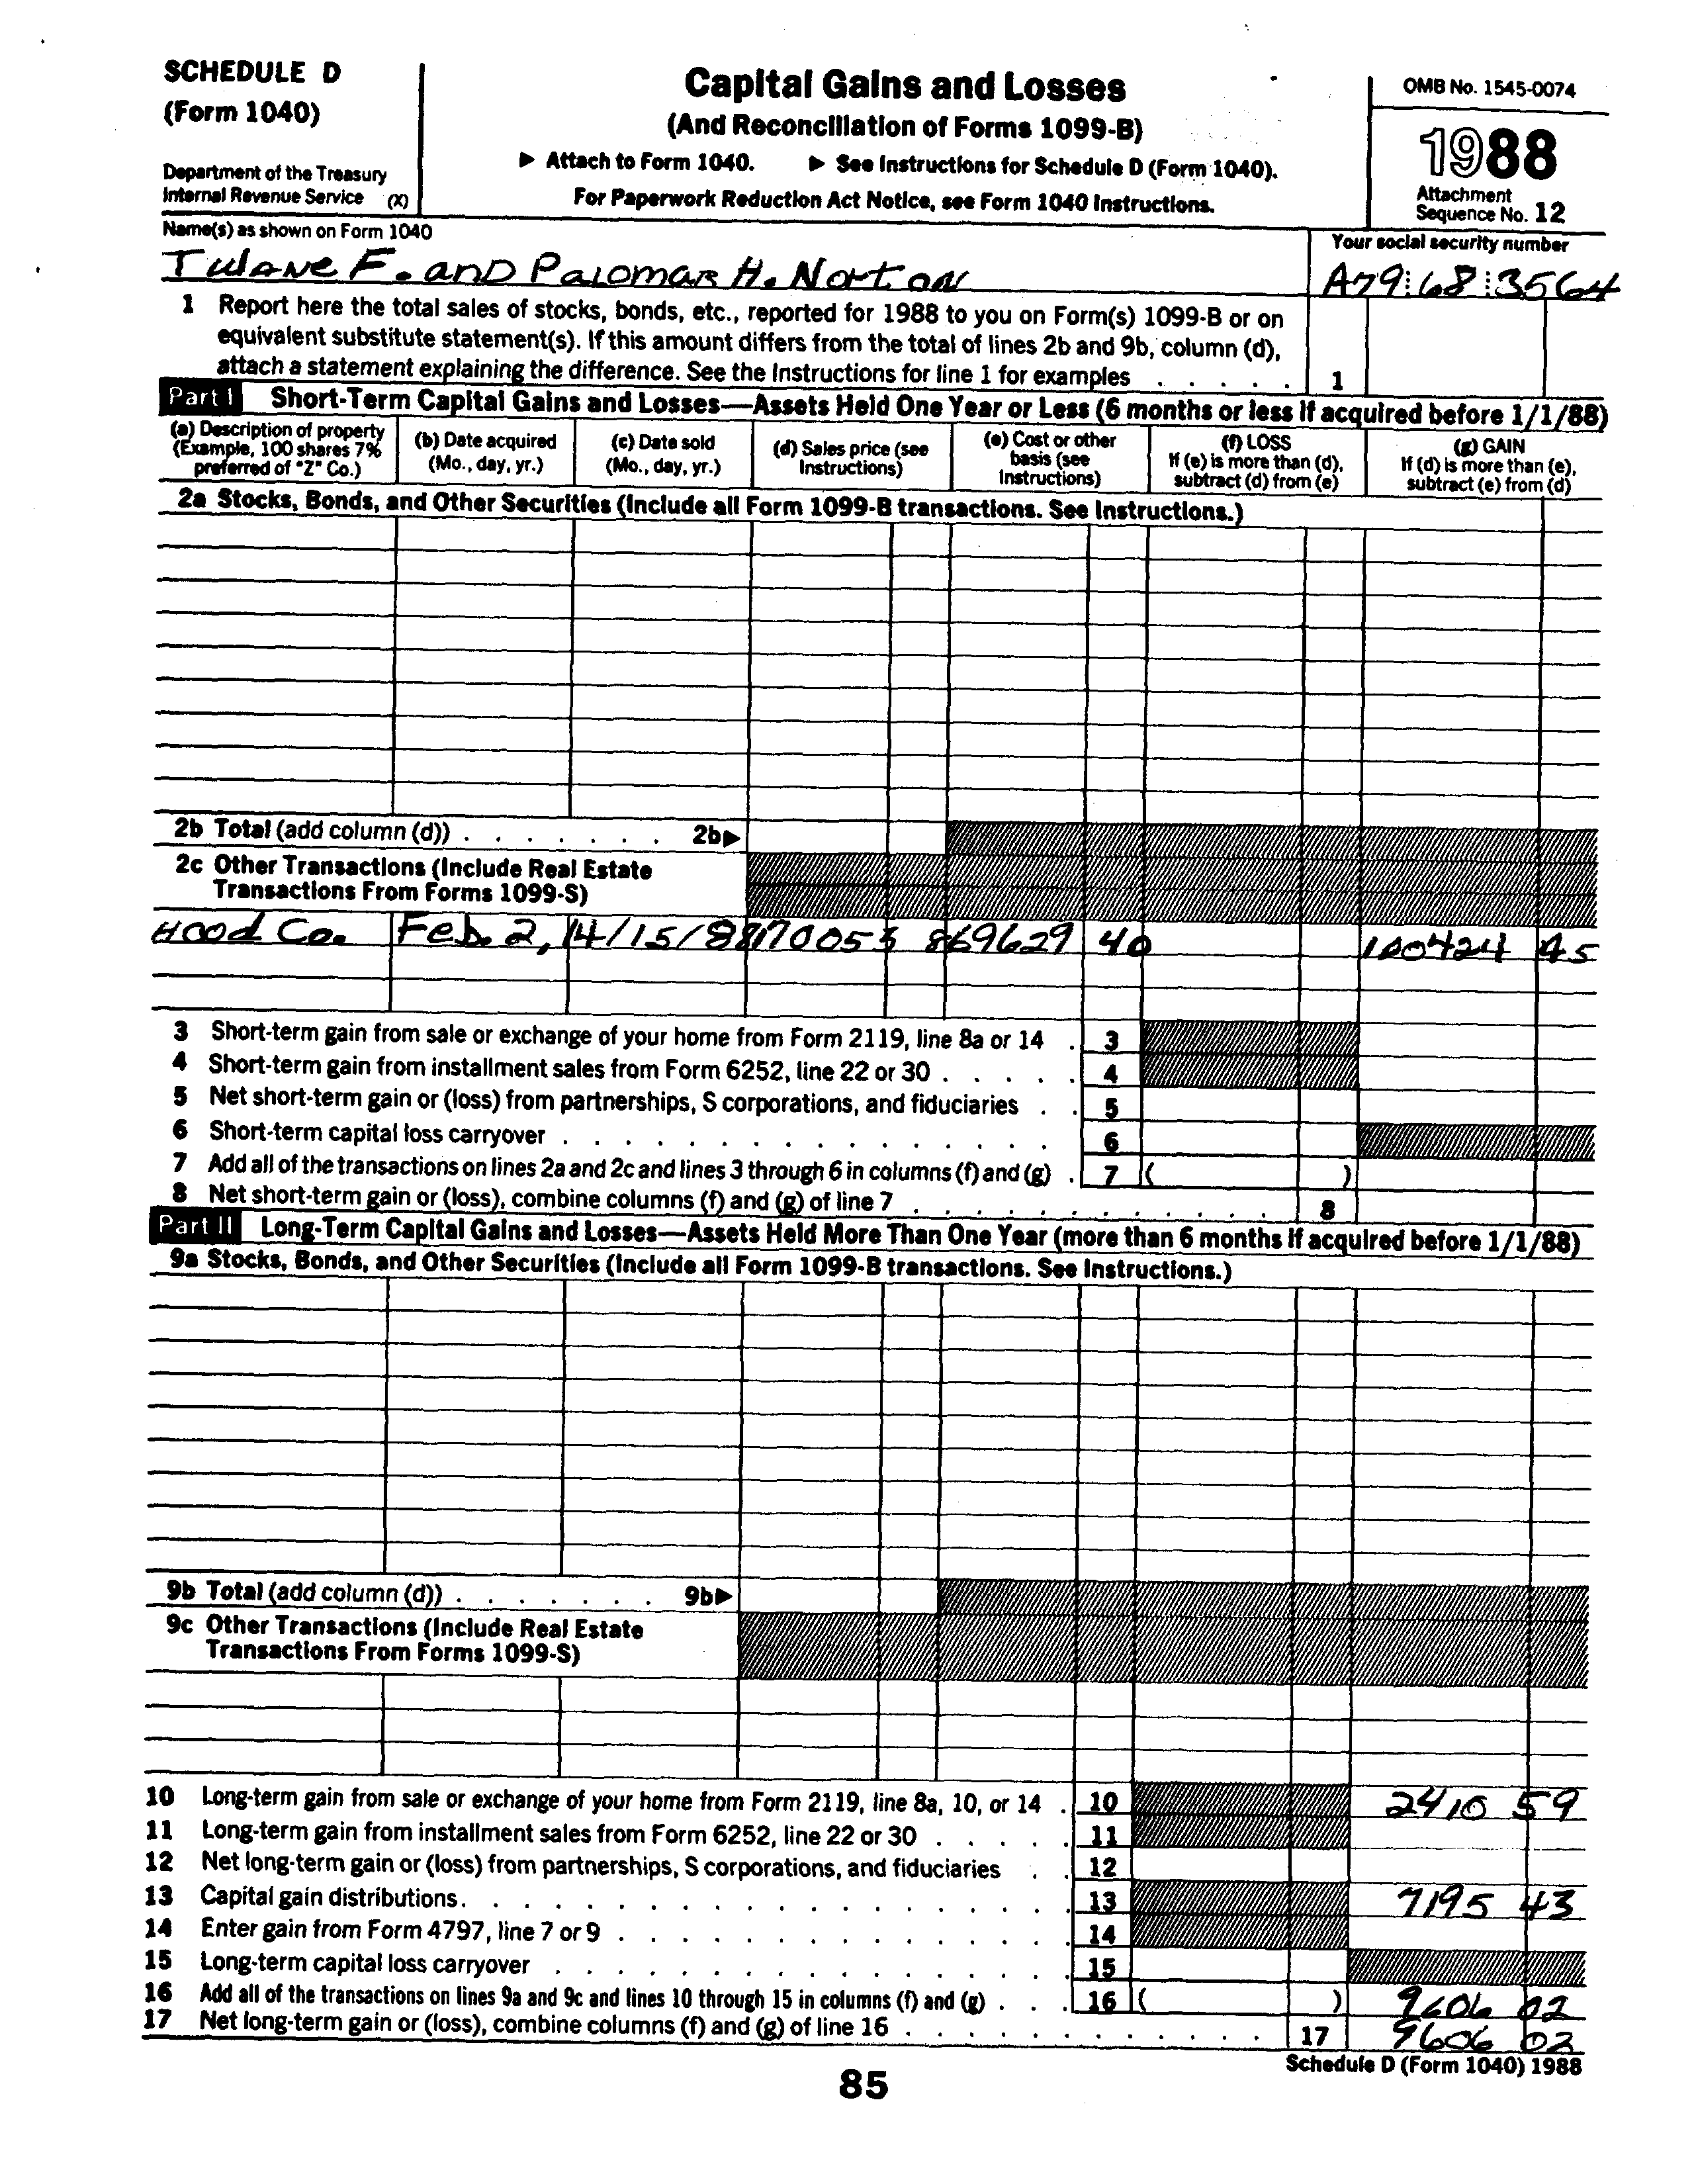 SCHEDULE D
(Form 1040)
Department of the Treasury
Internal Revenue Service (X)
Capital Gains and Losses
(And Reconciliation of Forms 1099-B)
▶ Attach to Form 1040. ▶ See Instructions for Schedule D (Form 1040).
For Paperwork Reduction Act Notice, see Form 1040 Instructions.
OMB No. 1545-0074
1988
Attachment
Sequence No. 12
Name(s) as shown on Form 1040
Your social security number
Tulane F. and Palomar H. Norton
A79 68 3564
1 Report here the total sales of stocks, bonds, etc., reported for 1988 to you on Form(s) 1099-B or on
equivalent substitute statement(s). If this amount differs from the total of lines 2b and 9b, column (d),
attach a statement explaining the difference. See the Instructions for line 1 for examples . . . . . 1
Part I Short-Term Capital Gains and Losses—Assets Held One Year or Less (6 months or less if acquired before 1/1/88)
(a) Description of property
(Example, 100 shares 7%
preferred of "Z" Co.)
(b) Date acquired
(Mo., day, yr.)
(c) Date sold
(Mo., day, yr.)
(d) Sales price (see
Instructions)
(e) Cost or other
basis (see
Instructions)
(f) LOSS
If (e) is more than (d),
subtract (d) from (e)
(g) GAIN
If (d) is more than (e),
subtract (e) from (d)
2a Stocks, Bonds, and Other Securities (Include all Form 1099-B transactions. See Instructions.)
2b Total (add column (d)) . . . . . . . 2b▶
2c Other Transactions (Include Real Estate
Transactions From Forms 1099-S)
Hood Co. Feb. 2, 4/15/88 69629 40 45
3 Short-term gain from sale or exchange of your home from Form 2119, line 8a or 14 . 3
4 Short-term gain from installment sales from Form 6252, line 22 or 30 . . . . . 4
5 Net short-term gain or (loss) from partnerships, S corporations, and fiduciaries . . 5
6 Short-term capital loss carryover . . . . . . . . . . . . . . . . 6
7 Add all of the transactions on lines 2a and 2c and lines 3 through 6 in columns (f) and (g) . 7 ( )
8 Net short-term gain or (loss), combine columns (f) and (g) of line 7 . . . . . . . . . . . . 8
Part II Long-Term Capital Gains and Losses—Assets Held More Than One Year (more than 6 months if acquired before 1/1/88)
9a Stocks, Bonds, and Other Securities (Include all Form 1099-B transactions. See Instructions.)
9b Total (add column (d)) . . . . . . . 9b▶
9c Other Transactions (Include Real Estate
Transactions From Forms 1099-S)
10 Long-term gain from sale or exchange of your home from Form 2119, line 8a, 10, or 14 . 10 2410 59
11 Long-term gain from installment sales from Form 6252, line 22 or 30 . . . . . 11
12 Net long-term gain or (loss) from partnerships, S corporations, and fiduciaries . . 12
13 Capital gain distributions. . . . . . . . . . . . . . . . . . . . 13 7195 43
14 Enter gain from Form 4797, line 7 or 9 . . . . . . . . . . . . . . 14
15 Long-term capital loss carryover . . . . . . . . . . . . . . . . . 15
16 Add all of the transactions on lines 9a and 9c and lines 10 through 15 in columns (f) and (g) . . . 16 ( ) 9606 02
17 Net long-term gain or (loss), combine columns (f) and (g) of line 16 . . . . . . . . . . . . 17 9606 02
Schedule D (Form 1040) 1988
85